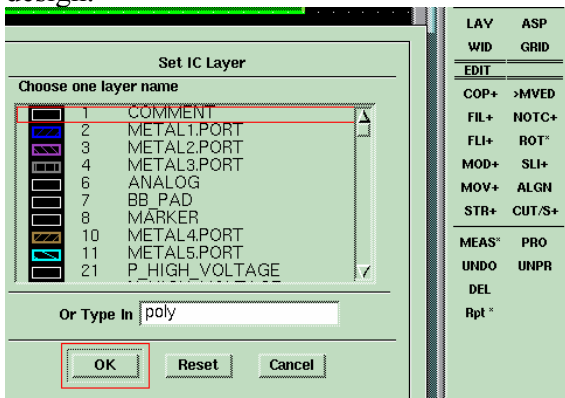 design.
Set IC Layer
Choose one layer name
1 COMMENT
2 METAL1.PORT
3 METAL2.PORT
4 METAL3.PORT
6 ANALOG
7 BB_PAD
8 MARKER
10 METAL4.PORT
11 METAL5.PORT
21 P_HIGH_VOLTAGE
Or Type In poly
OK Reset Cancel
LAY ASP
WID GRID
EDIT
COP+ >MVED
FIL+ NOTC+
FLI+ ROT*
MOD+ SLI+
MOV+ ALGN
STR+ CUT/S+
MEAS* PRO
UNDO UNPR
DEL
Rpt *